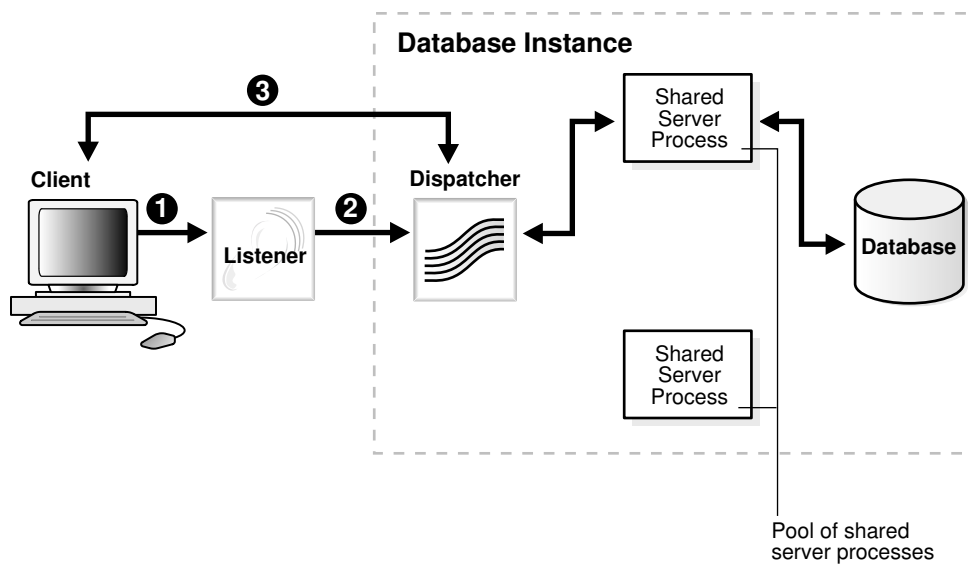 Database Instance
3
Shared
Server
Process
Client
Dispatcher
1
2
Listener
Database
Shared
Server
Process
Pool of shared
server processes